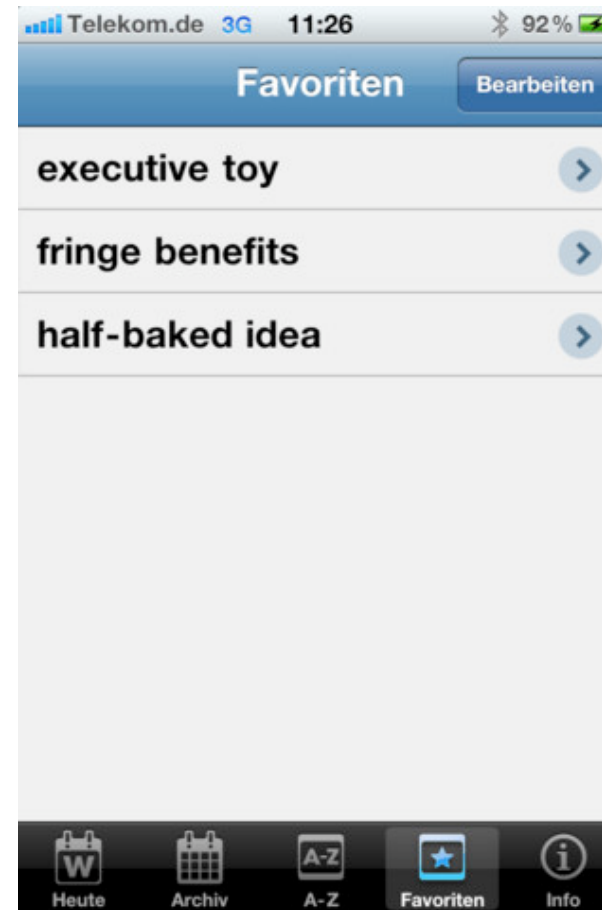 Telekom.de 3G 11:26 92%
Favoriten Bearbeiten
executive toy
fringe benefits
half-baked idea
W A-Z i
Heute Archiv A-Z Favoriten Info